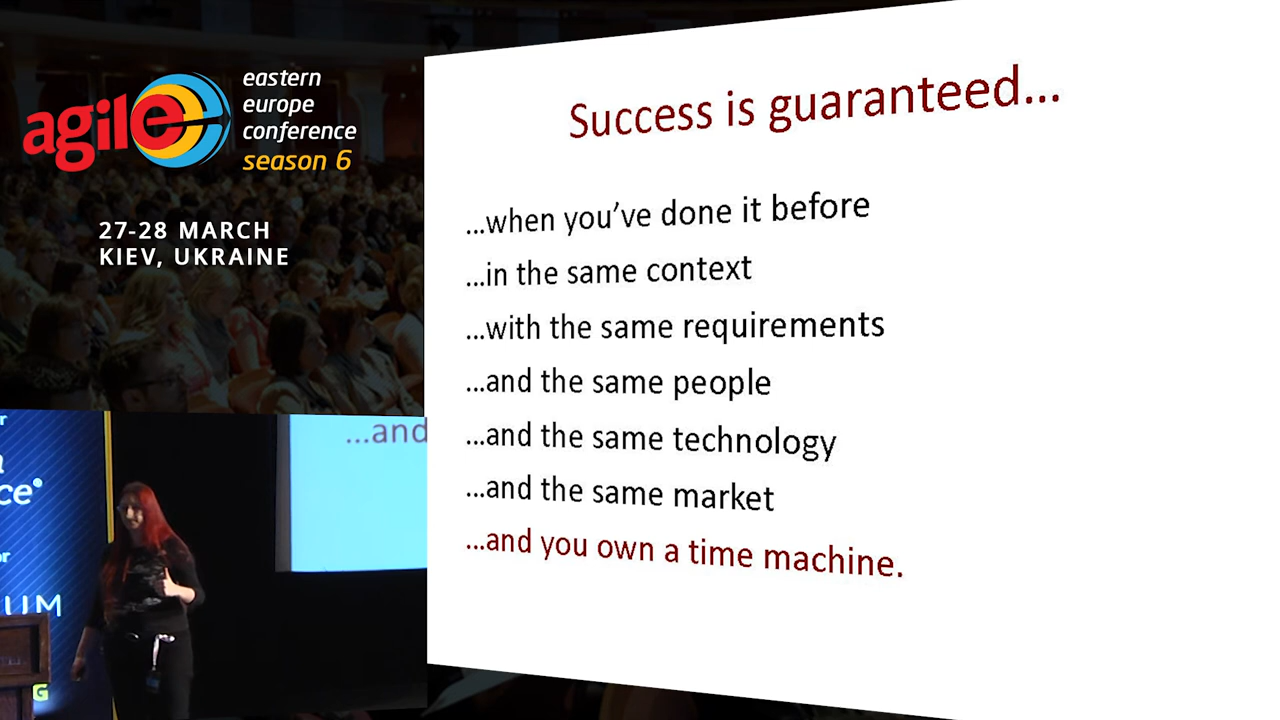 agile
eastern
europe
conference
season 6
27-28 MARCH
KIEV, UKRAINE
Success is guaranteed...
...when you've done it before
...in the same context
...with the same requirements
...and the same people
...and the same technology
...and the same market
...and you own a time machine.
...and